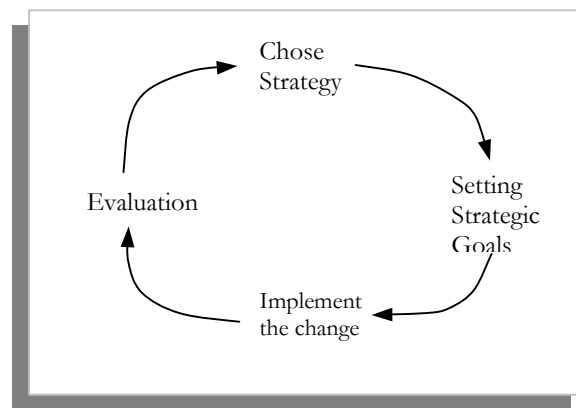 Chose
Strategy
Setting
Strategic
Goals
Implement
the change
Evaluation